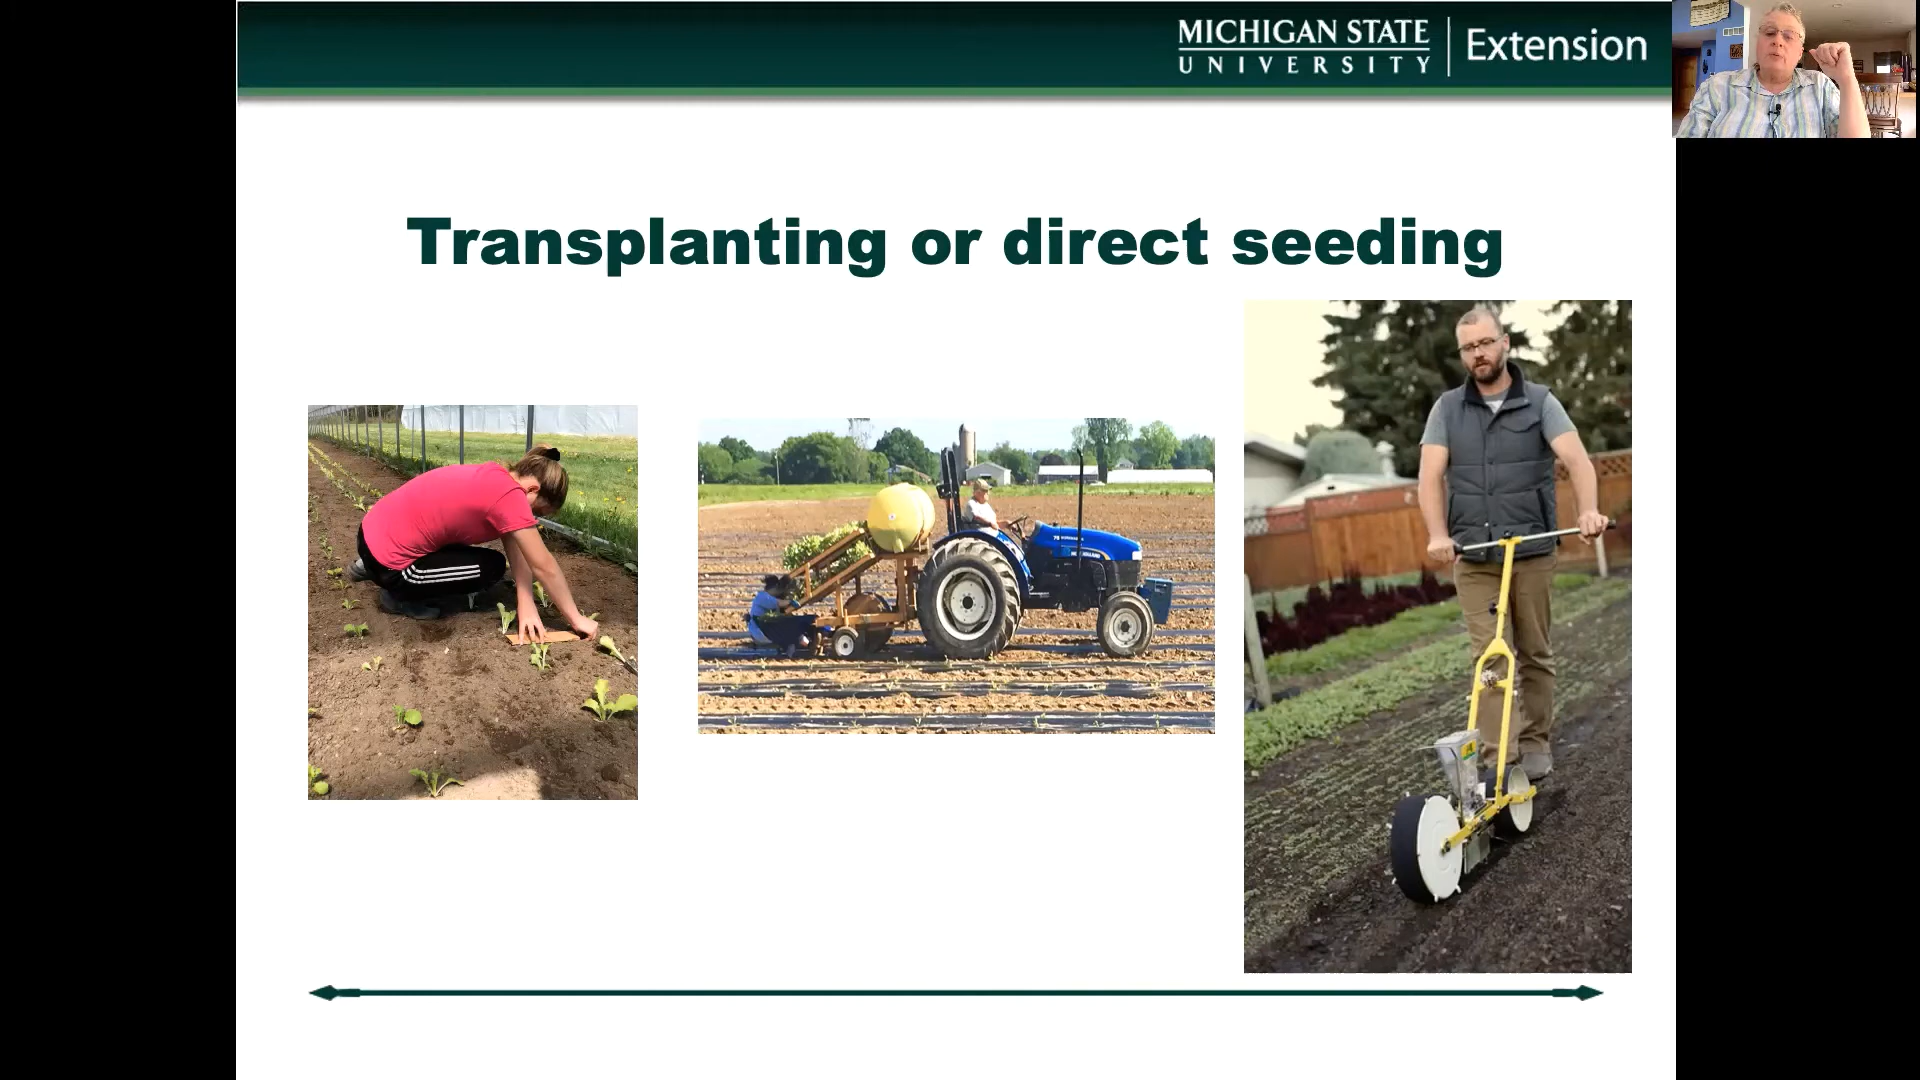 MICHIGAN STATE
UNIVERSITY
Extension
Transplanting or direct seeding